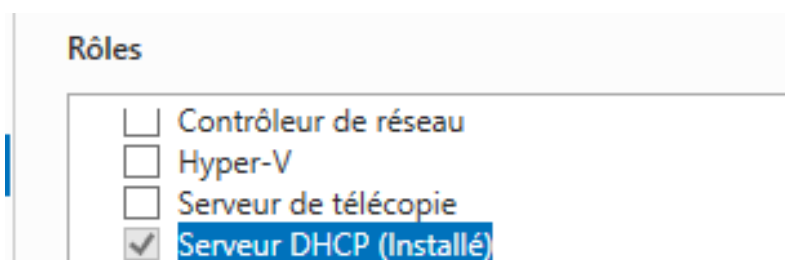 Rôles
Contrôleur de réseau
Hyper-V
Serveur de télécopie
Serveur DHCP (Installé)